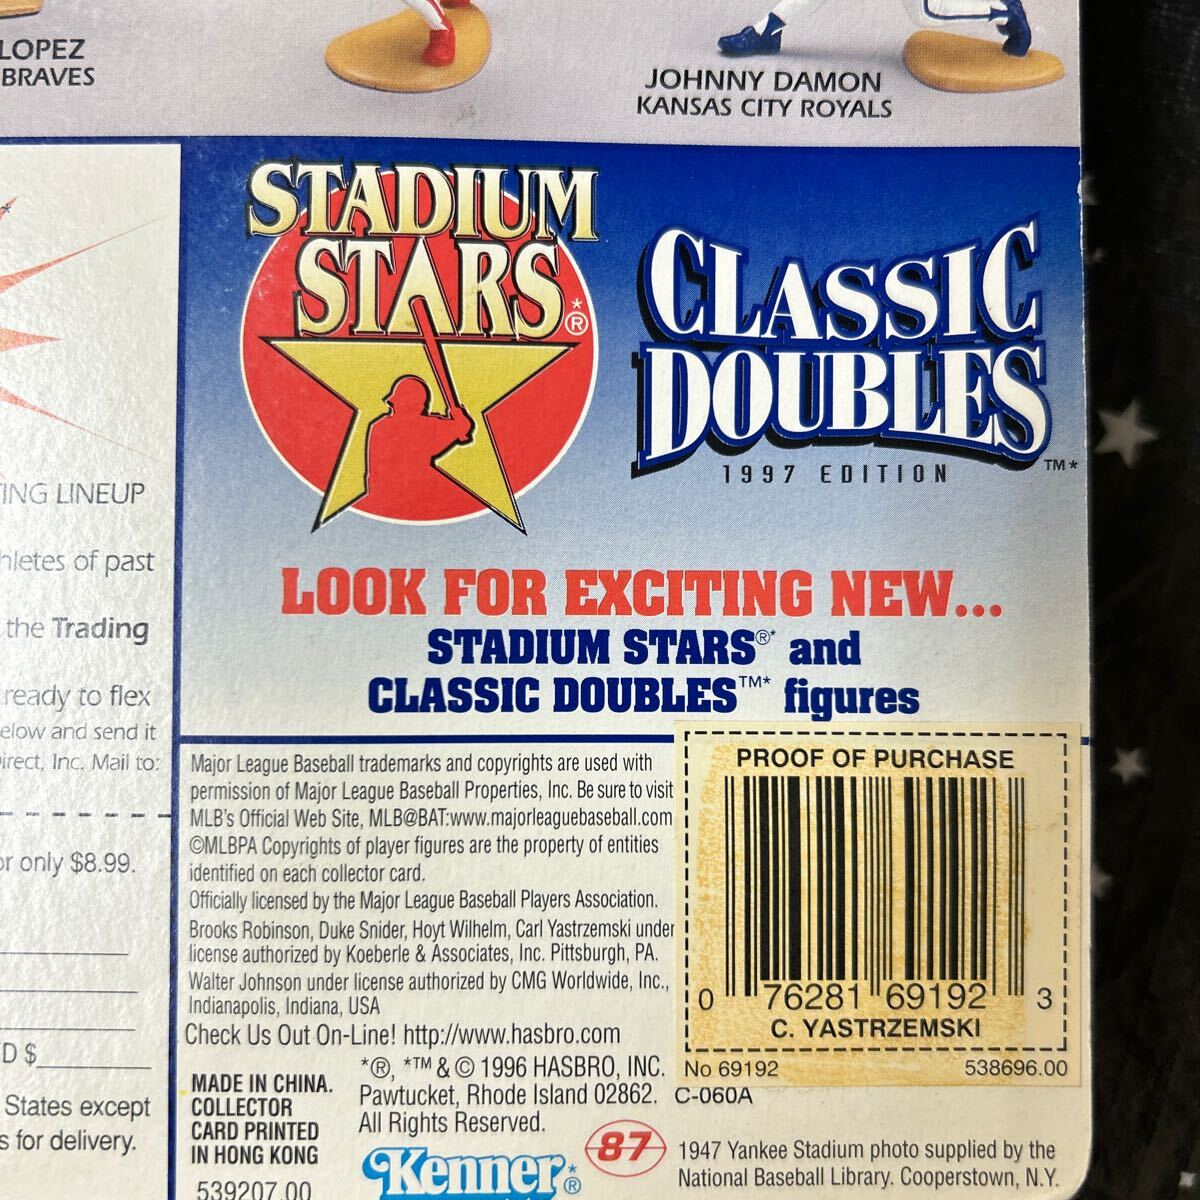 LOPEZ
BRAVES
JOHNNY DAMON
KANSAS CITY ROYALS
STADIUM
STARS®
CLASSIC
DOUBLES™*
1997 EDITION
LINEUP
of past
the Trading
ready to flex
and send it
Inc. Mail to:
only $8.99.
$
States except
for delivery.
LOOK FOR EXCITING NEW...
STADIUM STARS®* and
CLASSIC DOUBLES™* figures
Major League Baseball trademarks and copyrights are used with
permission of Major League Baseball Properties, Inc. Be sure to visit
MLB's Official Web Site, MLB@BAT:www.majorleaguebaseball.com
©MLBPA Copyrights of player figures are the property of entities
identified on each collector card.
Officially licensed by the Major League Baseball Players Association.
Brooks Robinson, Duke Snider, Hoyt Wilhelm, Carl Yastrzemski under
license authorized by Koeberle & Associates, Inc. Pittsburgh, PA.
Walter Johnson under license authorized by CMG Worldwide, Inc.,
Indianapolis, Indiana, USA
Check Us Out On-Line! http://www.hasbro.com
*®, *™ & © 1996 HASBRO, INC.
Pawtucket, Rhode Island 02862.
All Rights Reserved.
MADE IN CHINA.
COLLECTOR
CARD PRINTED
IN HONG KONG
539207.00
Kenner*®
87
PROOF OF PURCHASE
0 76281 69192 3
C. YASTRZEMSKI
No 69192 538696.00
C-060A
1947 Yankee Stadium photo supplied by the
National Baseball Library. Cooperstown, N.Y.